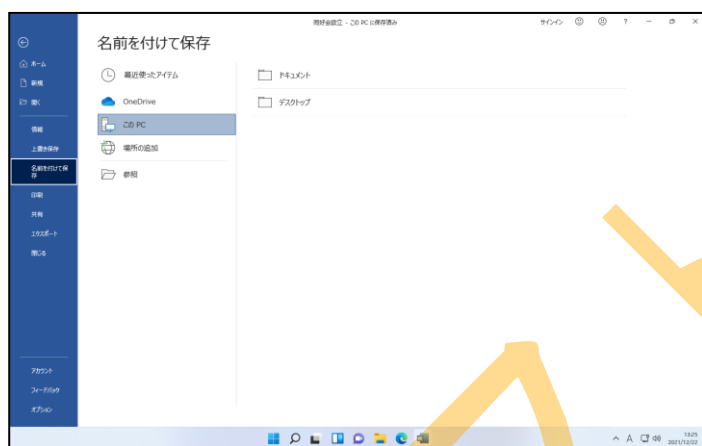 同好会設立 - この PC に保存済み
サインイン
?
名前を付けて保存
ホーム
新規
開く
情報
上書き保存
名前を付けて保
存
印刷
共有
エクスポート
閉じる
アカウント
フィードバック
オプション
最近使ったアイテム
OneDrive
この PC
場所の追加
参照
ドキュメント
デスクトップ
A
13:25
2021/12/22